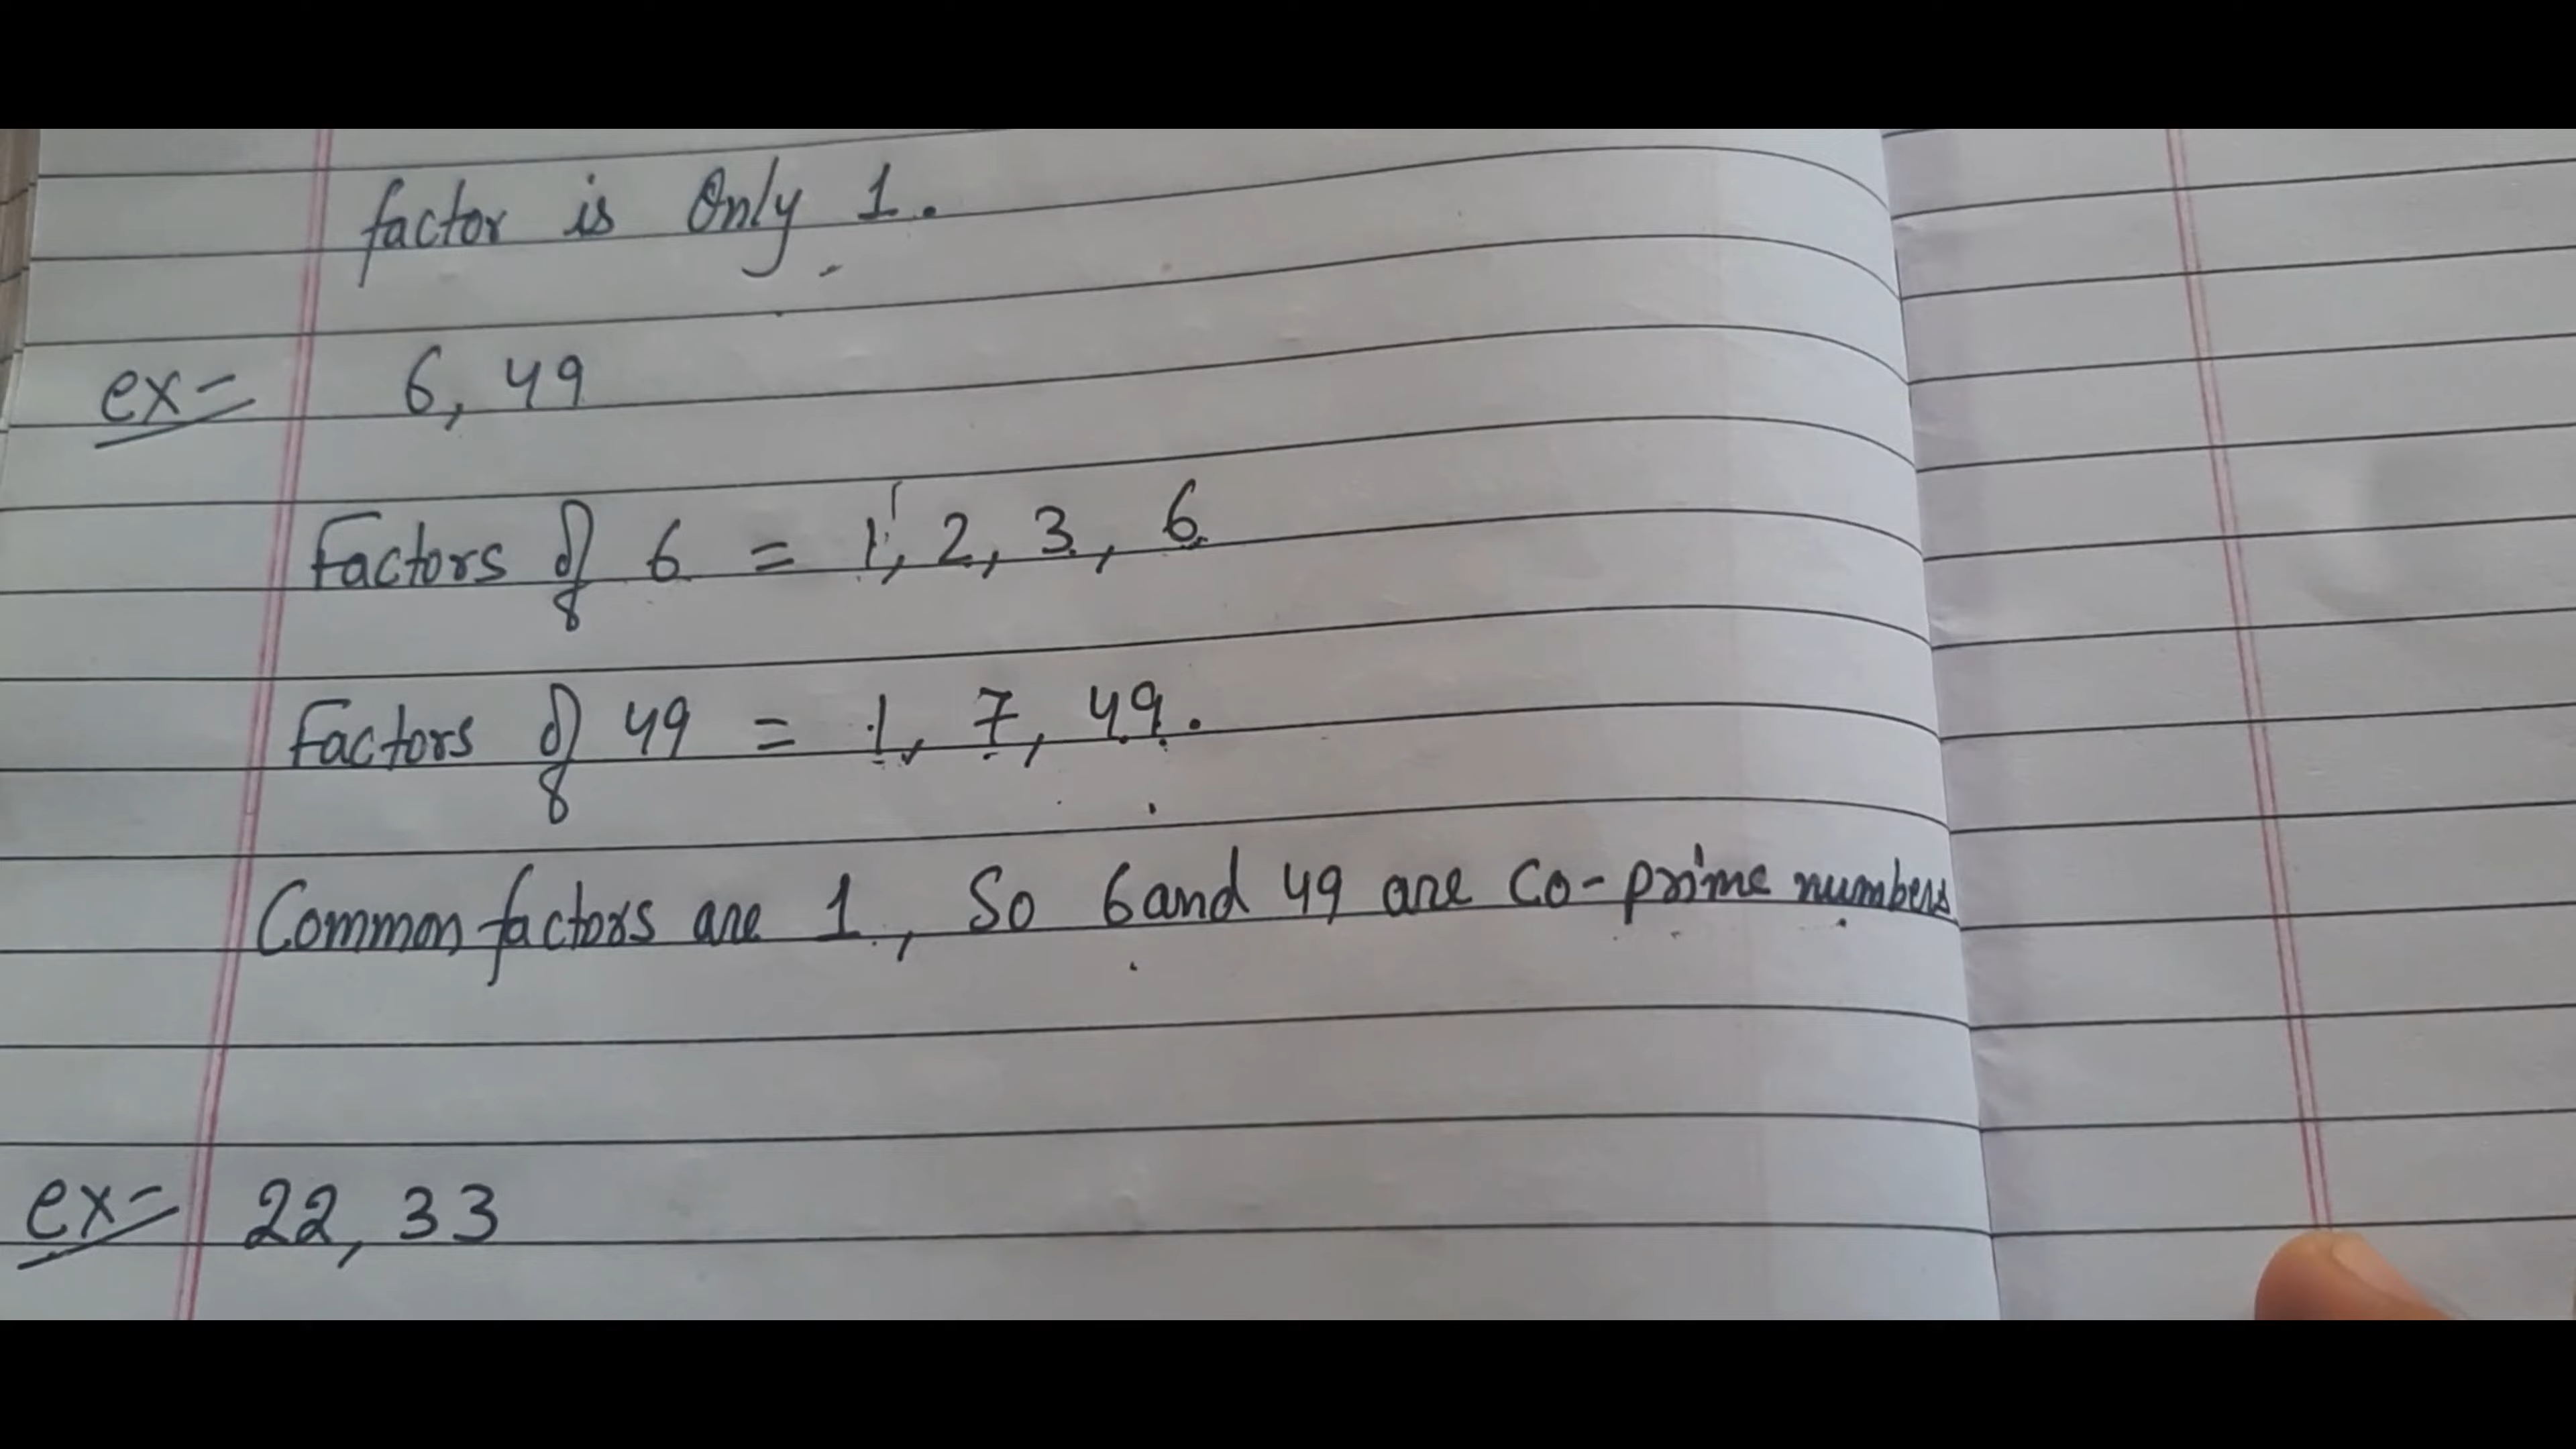 factor is Only 1.
ex= 6, 49
Factors of 6 = 1, 2, 3, 6
Factors of 49 = 1, 7, 49.
Common factors are 1, So 6 and 49 are Co-prime numbers
ex= 22, 33